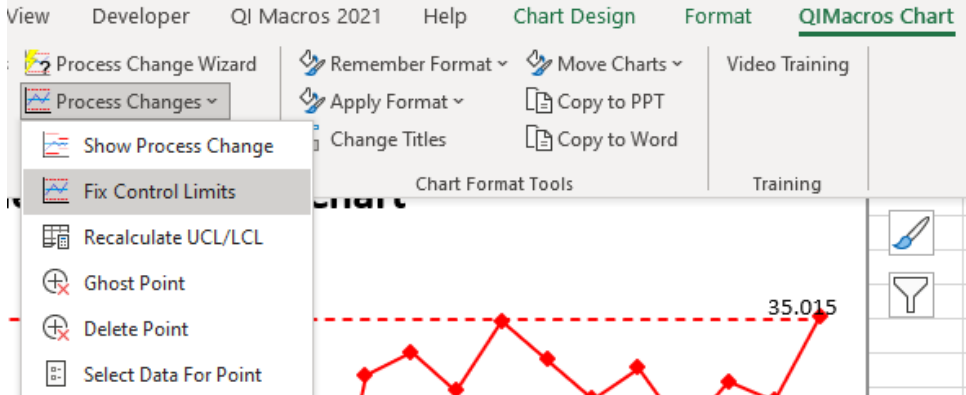 View Developer QI Macros 2021 Help Chart Design Format QIMacros Chart
Process Change Wizard Remember Format Move Charts Video Training
Process Changes Apply Format Copy to PPT
Show Process Change Change Titles Copy to Word
Fix Control Limits Chart Format Tools Training
Recalculate UCL/LCL
Ghost Point
35.015
Delete Point
Select Data For Point